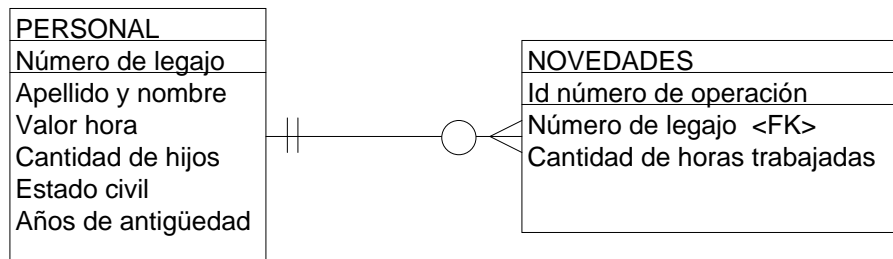 PERSONAL
Número de legajo
Apellido y nombre
Valor hora
Cantidad de hijos
Estado civil
Años de antigüedad
NOVEDADES
Id número de operación
Número de legajo <FK>
Cantidad de horas trabajadas